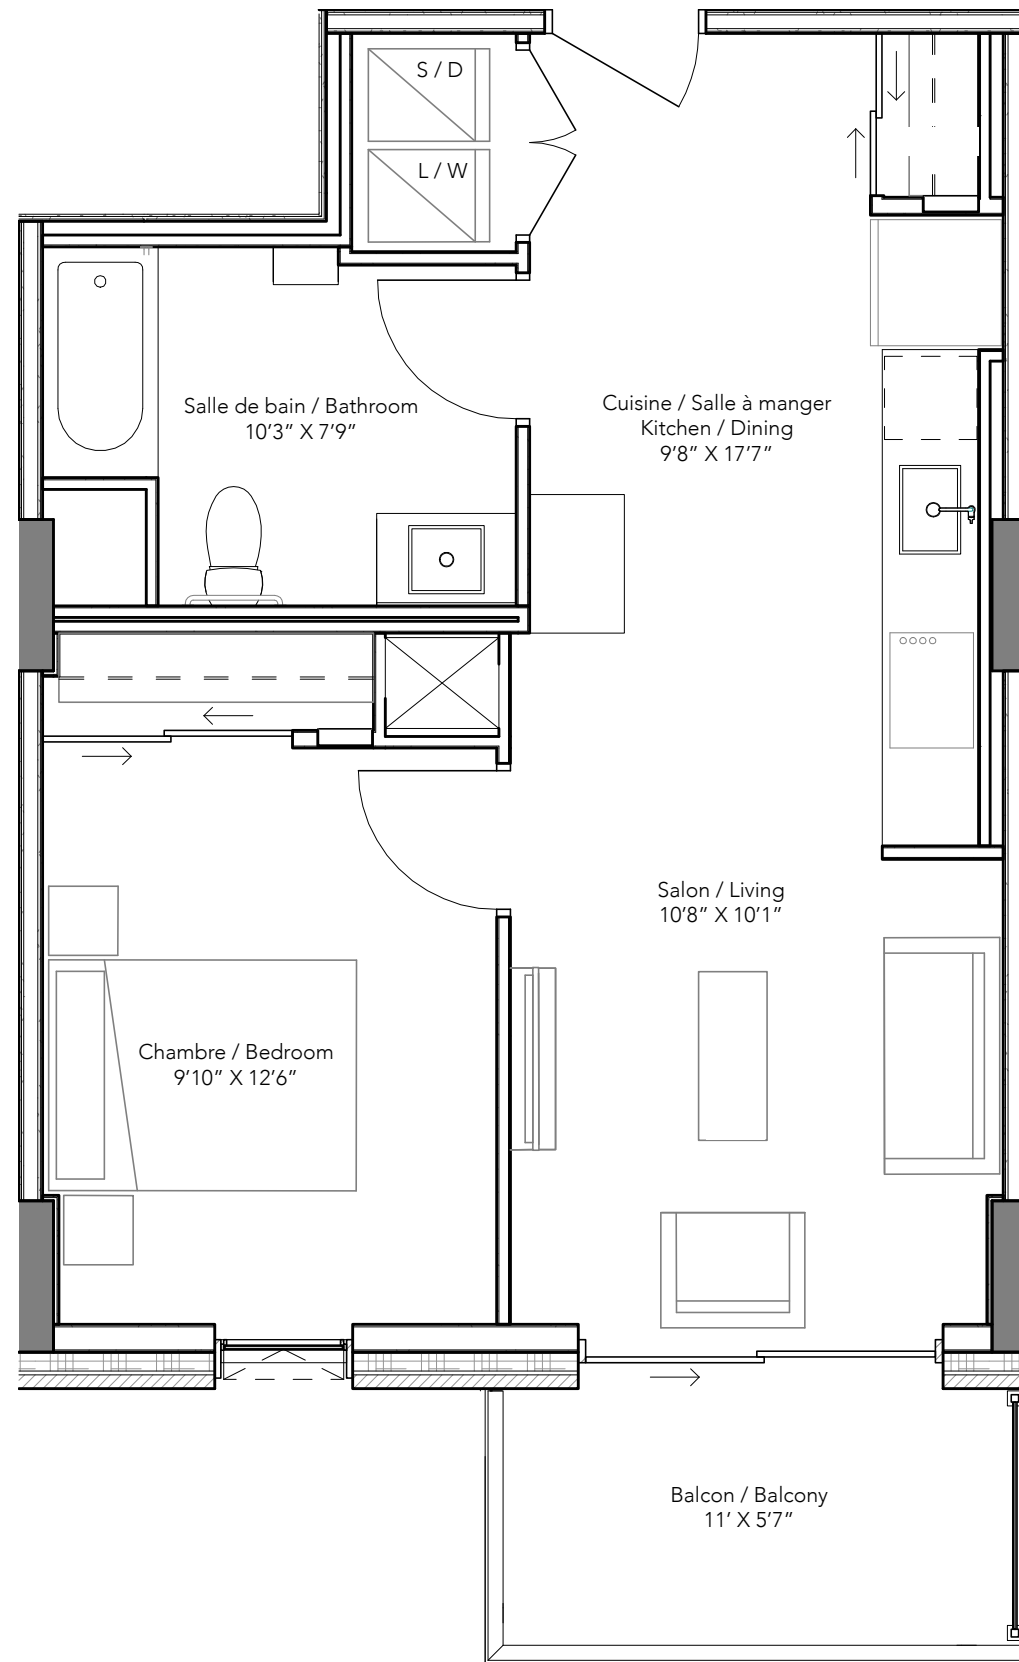 S / D
L / W
Salle de bain / Bathroom
10’3” X 7’9”
Cuisine / Salle à manger
Kitchen / Dining
9’8” X 17’7”
Salon / Living
10’8” X 10’1”
Chambre / Bedroom
9’10” X 12’6”
Balcon / Balcony
11’ X 5’7”